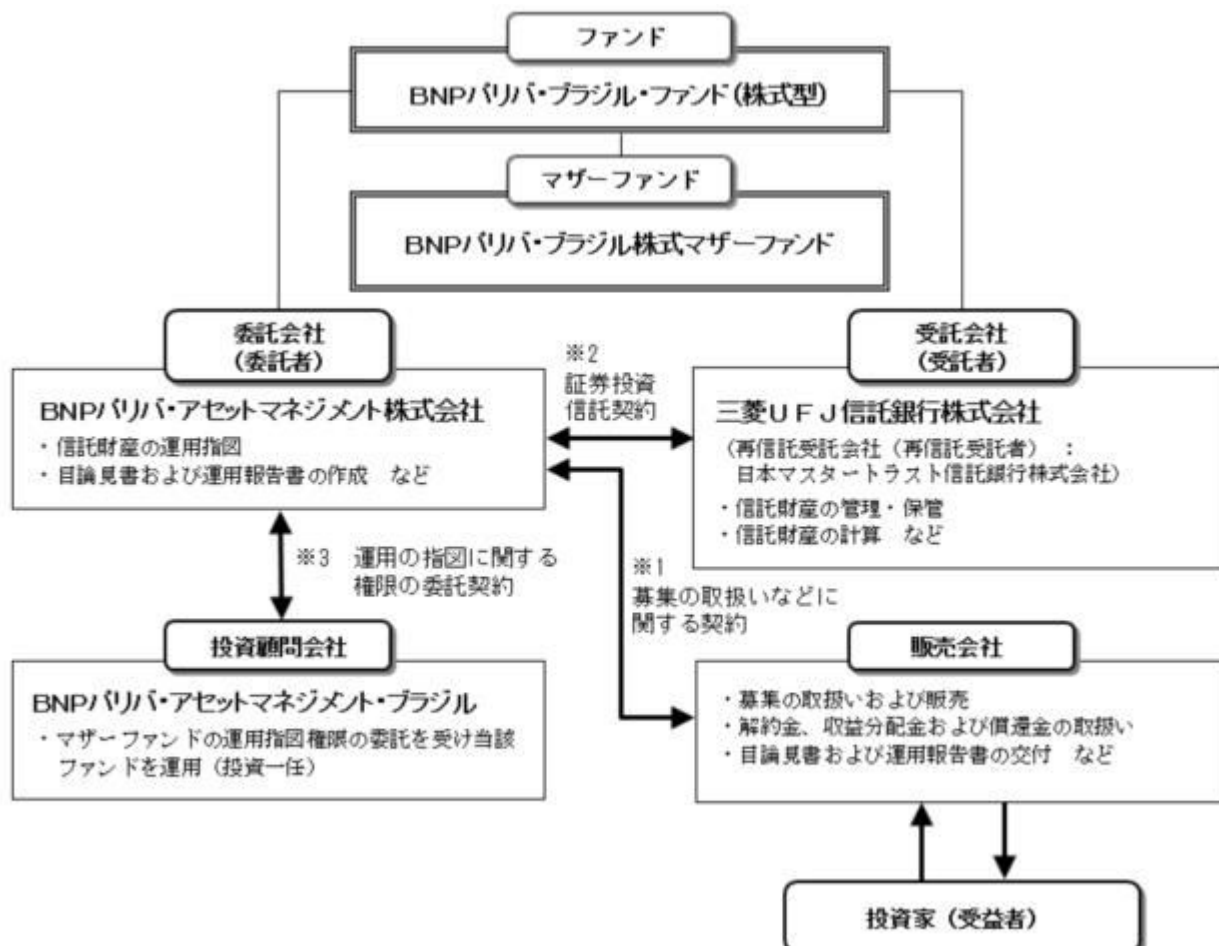 ファンド
BNPパリバ・ブラジル・ファンド(株式型)
マザーファンド
BNPパリバ・ブラジル株式マザーファンド
委託会社
(委託者)
BNPパリバ・アセットマネジメント株式会社
・信託財産の運用指図
・目論見書および運用報告書の作成 など
※2
証券投資
信託契約
受託会社
(受託者)
三菱UFJ信託銀行株式会社
(再信託受託会社(再信託受託者) :
日本マスタートラスト信託銀行株式会社)
・信託財産の管理・保管
・信託財産の計算 など
※3 運用の指図に関する
権限の委託契約
※1
募集の取扱いなどに
関する契約
投資顧問会社
BNPパリバ・アセットマネジメント・ブラジル
・マザーファンドの運用指図権限の委託を受け当該
ファンドを運用(投資一任)
販売会社
・募集の取扱いおよび販売
・解約金、収益分配金および償還金の取扱い
・目論見書および運用報告書の交付 など
投資家(受益者)